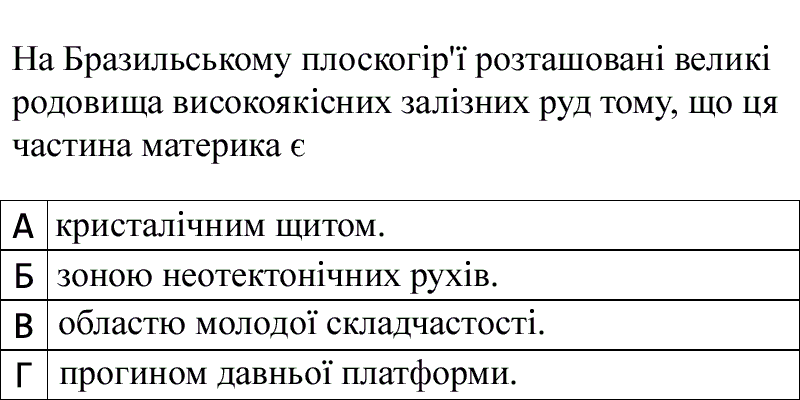 На Бразильському плоскогір'ї розташовані великі
родовища високоякісних залізних руд тому, що ця
частина материка є
А кристалічним щитом.
Б зоною неотектонічних рухів.
В областю молодої складчастості.
Г прогином давньої платформи.